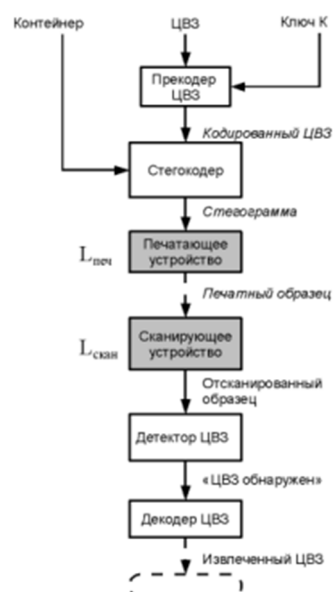 Контейнер
ЦВЗ
Ключ К
Прекодер
ЦВЗ
Кодированный ЦВЗ
Стегокодер
Стегограмма
Lпеч
Печатающее
устройство
Печатный образец
Lскан
Сканирующее
устройство
Отсканированный
образец
Детектор ЦВЗ
«ЦВЗ обнаружен»
Декодер ЦВЗ
Извлеченный ЦВЗ